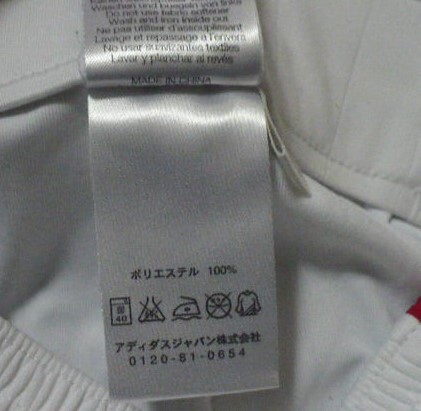 Waschen und buegeln von links
Do not use fabric softener
Wash and iron inside out
Ne pas utiliser d'assouplissant
Lavage et repassage a l'envers
No usar suavizantes textiles
Lavar y planchar al revés
MADE IN CHINA
ポリエステル 100%
40
アディダスジャパン株式会社
0120-81-0654